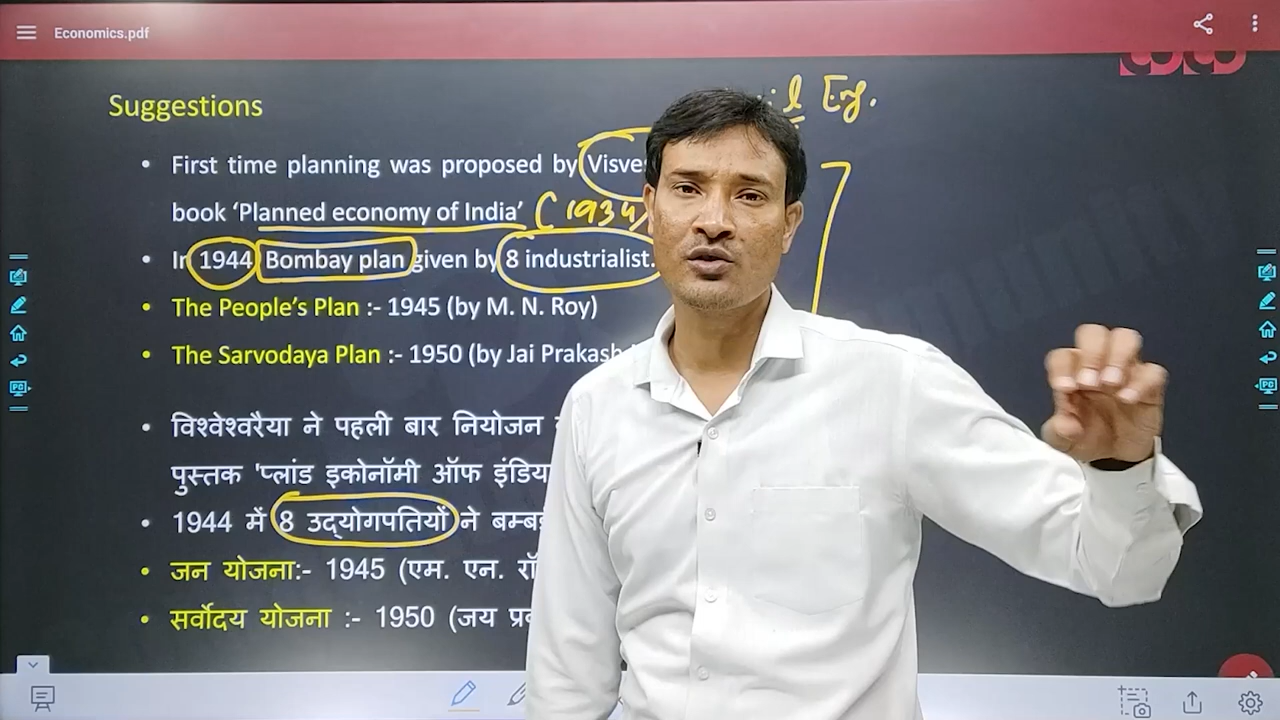 Economics.pdf
Suggestions
Eng.
• First time planning was proposed by Visves
book ‘Planned economy of India’ (1934)
• In 1944 Bombay plan given by 8 industrialist.
• The People’s Plan :- 1945 (by M. N. Roy)
• The Sarvodaya Plan :- 1950 (by Jai Prakash
• विश्वेश्वरैया ने पहली बार नियोजन
पुस्तक 'प्लांड इकोनॉमी ऑफ इंडिया
• 1944 में 8 उद्योगपतियों ने
• जन योजना:- 1945 (एम. एन. रॉ
• सर्वोदय योजना :- 1950 (जय